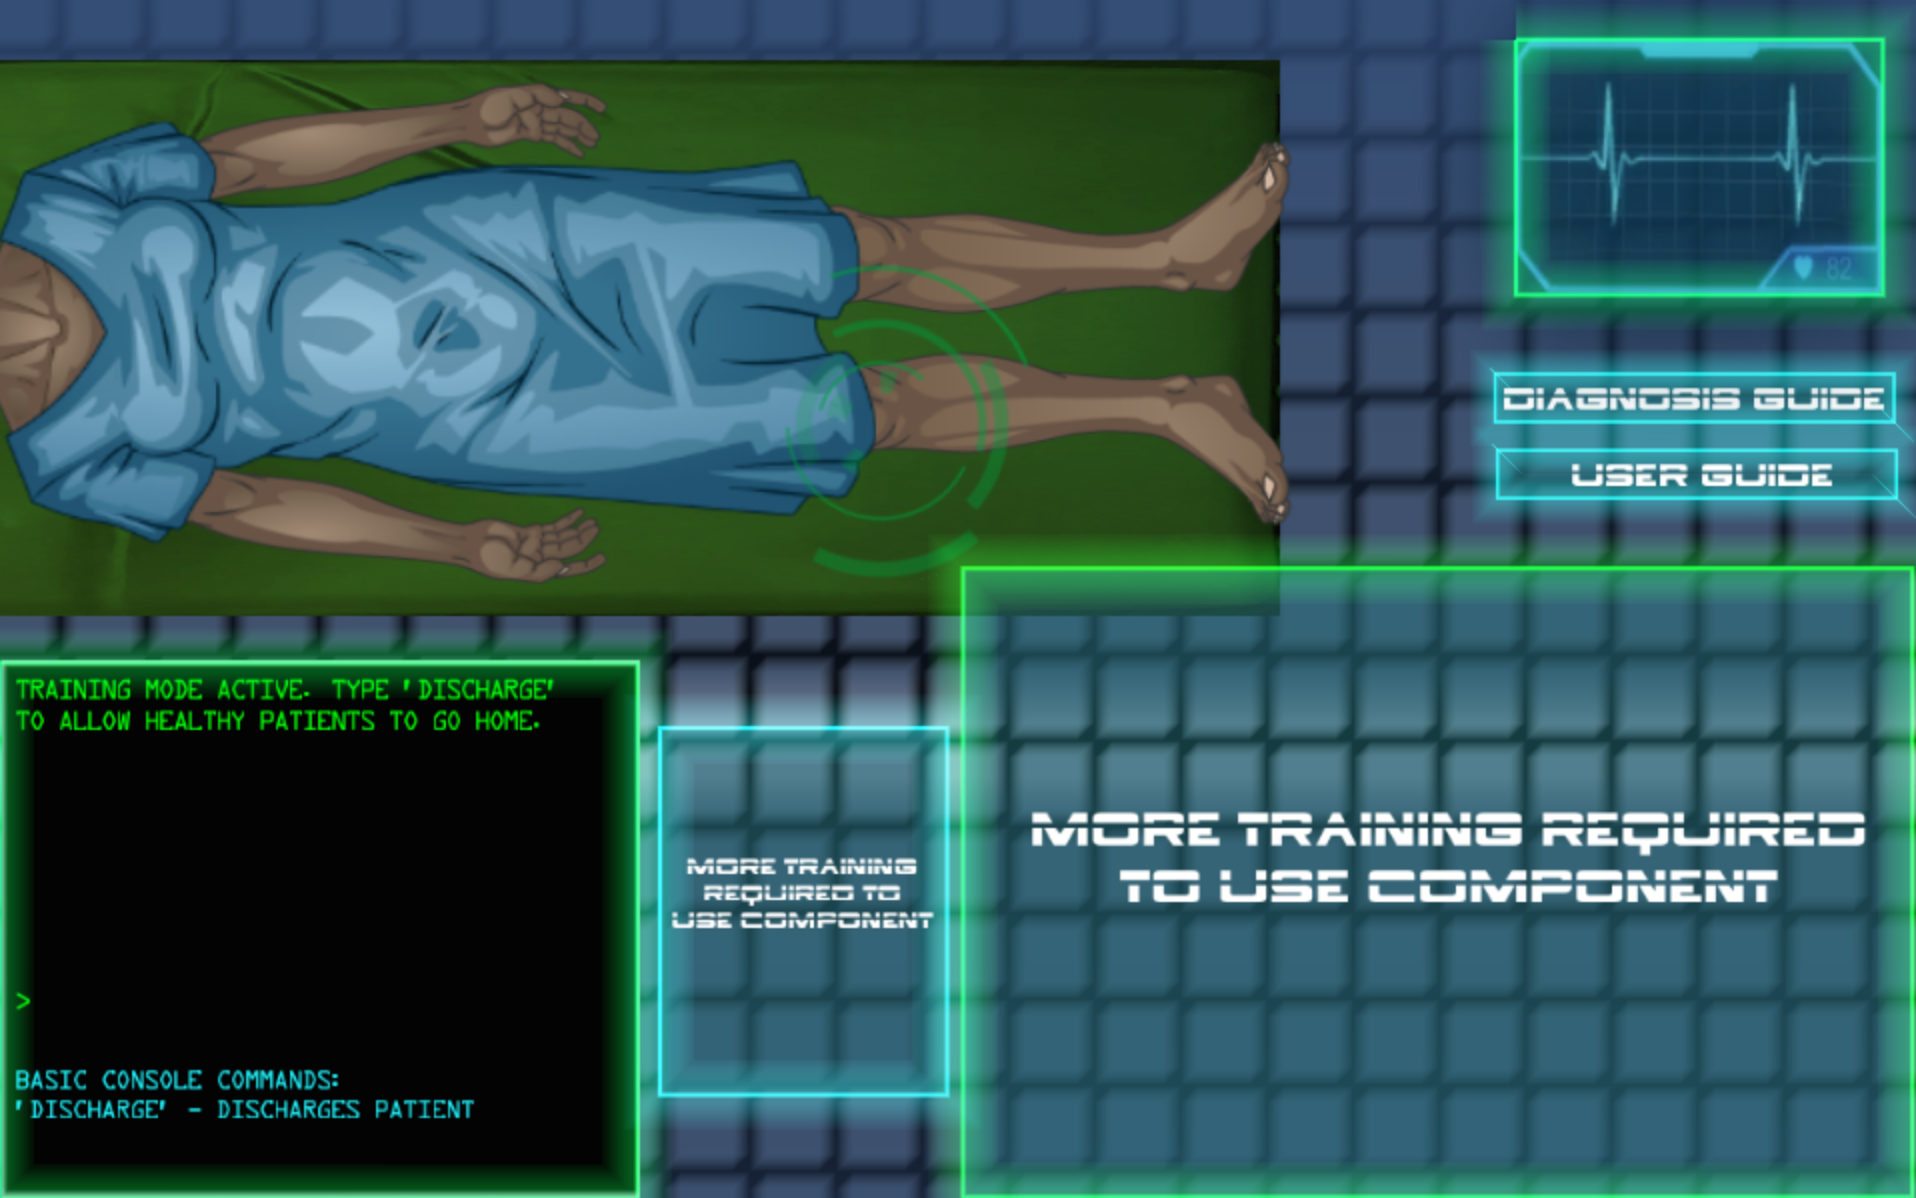 82
DIAGNOSIS GUIDE
USER GUIDE
TRAINING MODE ACTIVE. TYPE 'DISCHARGE'
TO ALLOW HEALTHY PATIENTS TO GO HOME.
>
BASIC CONSOLE COMMANDS:
'DISCHARGE' - DISCHARGES PATIENT
MORE TRAINING
REQUIRED TO
USE COMPONENT
MORE TRAINING REQUIRED
TO USE COMPONENT